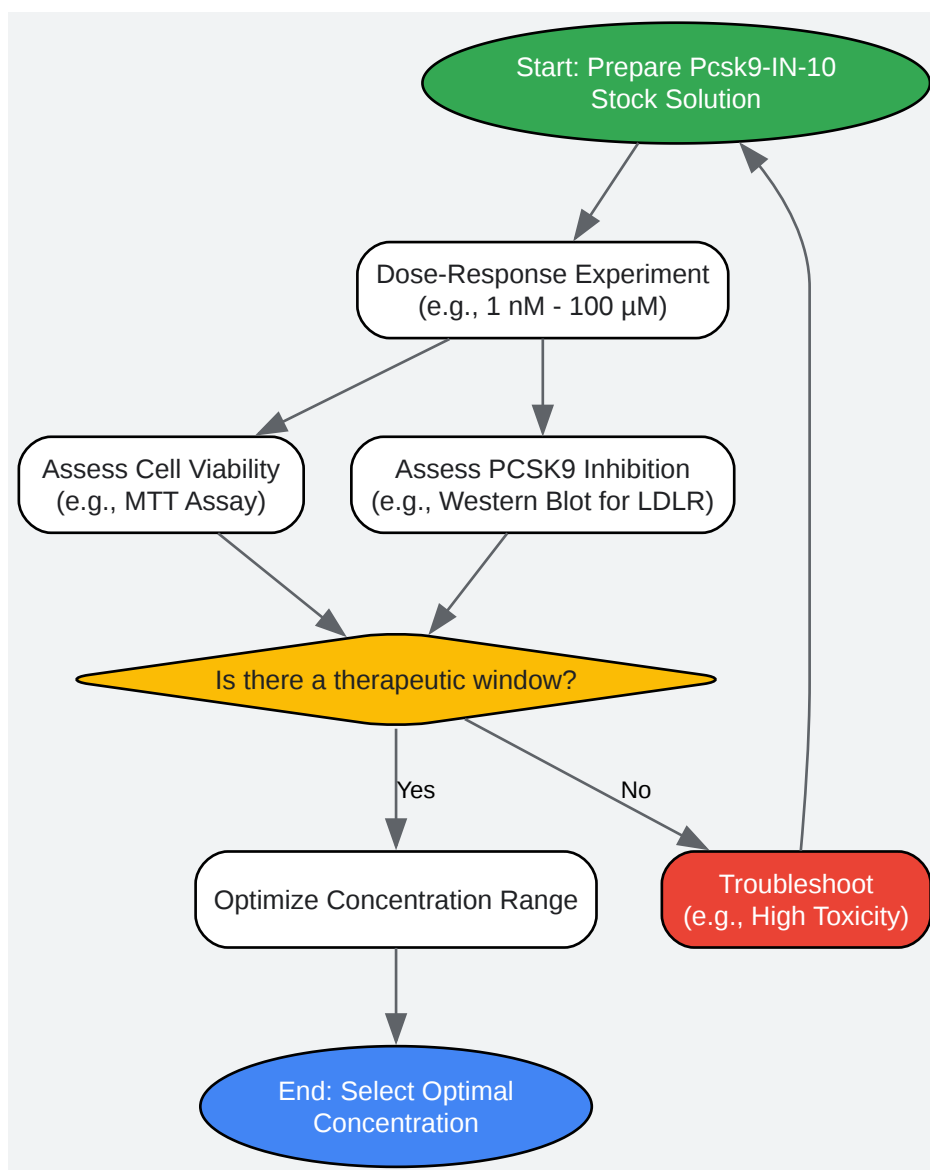 Start: Prepare Pcsk9-IN-10
Stock Solution
Dose-Response Experiment
(e.g., 1 nM - 100 µM)
Assess Cell Viability
(e.g., MTT Assay)
Assess PCSK9 Inhibition
(e.g., Western Blot for LDLR)
Is there a therapeutic window?
Yes
No
Optimize Concentration Range
Troubleshoot
(e.g., High Toxicity)
End: Select Optimal
Concentration